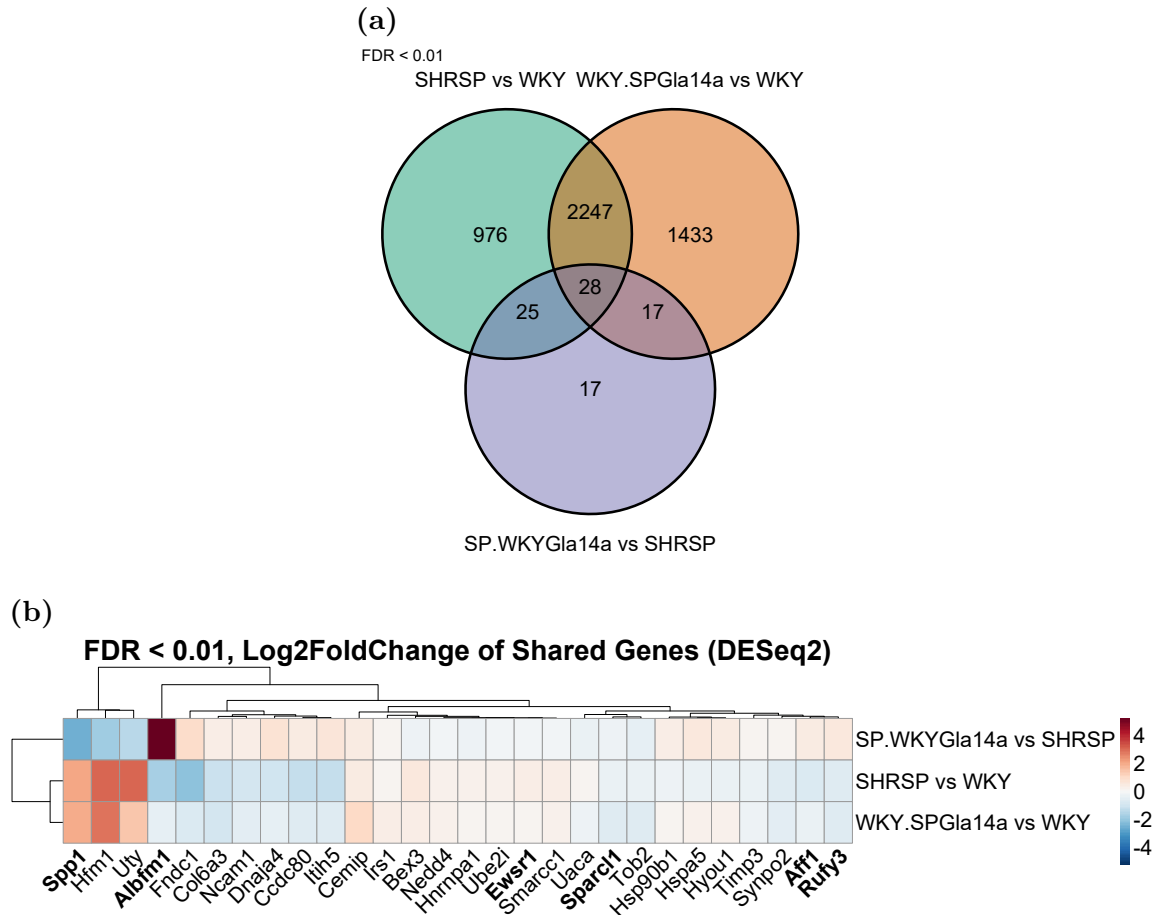 (a)
FDR < 0.01
SHRSP vs WKY WKY.SPGla14a vs WKY
2247
976
1433
28
25
17
17
SP.WKYGla14a vs SHRSP
(b)
FDR < 0.01, Log2FoldChange of Shared Genes (DESeq2)
SP.WKYGla14a vs SHRSP
SHRSP vs WKY
WKY.SPGla14a vs WKY
4
2
0
-2
-4
Spp1
Hfm1
Uty
Albfm1
Fndc1
Col6a3
Ncam1
Dnaja4
Ccdc80
Itih5
Cemip
Irs1
Bex3
Nedd4
Hnrnpa1
Ube2i
Ewsr1
Smarcc1
Uaca
Sparcl1
Tob2
Hsp90b1
Hspa5
Hyou1
Timp3
Synpo2
Aff1
Rufy3